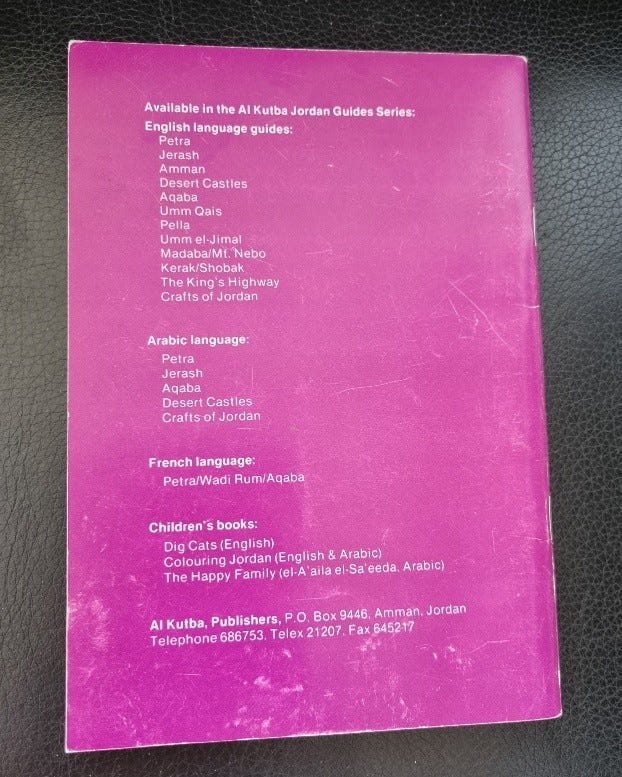 Available in the Al Kutba Jordan Guides Series:
English language guides:
Petra
Jerash
Amman
Desert Castles
Aqaba
Umm Qais
Pella
Umm el-Jimal
Madaba/Mt. Nebo
Kerak/Shobak
The King's Highway
Crafts of Jordan
Arabic language:
Petra
Jerash
Aqaba
Desert Castles
Crafts of Jordan
French language:
Petra/Wadi Rum/Aqaba
Children's books:
Dig Cats (English)
Colouring Jordan (English & Arabic)
The Happy Family (el-A'aila el-Sa'eeda, Arabic)
Al Kutba, Publishers, P.O. Box 9446, Amman, Jordan
Telephone 686753, Telex 21207, Fax 645217